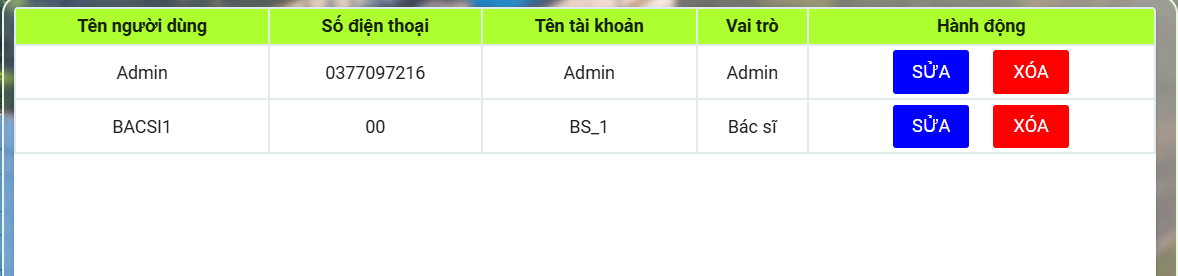 Tên người dùng Số điện thoại Tên tài khoản Vai trò Hành động
Admin 0377097216 Admin Admin SỬA XÓA
BACSI1 00 BS_1 Bác sĩ SỬA XÓA